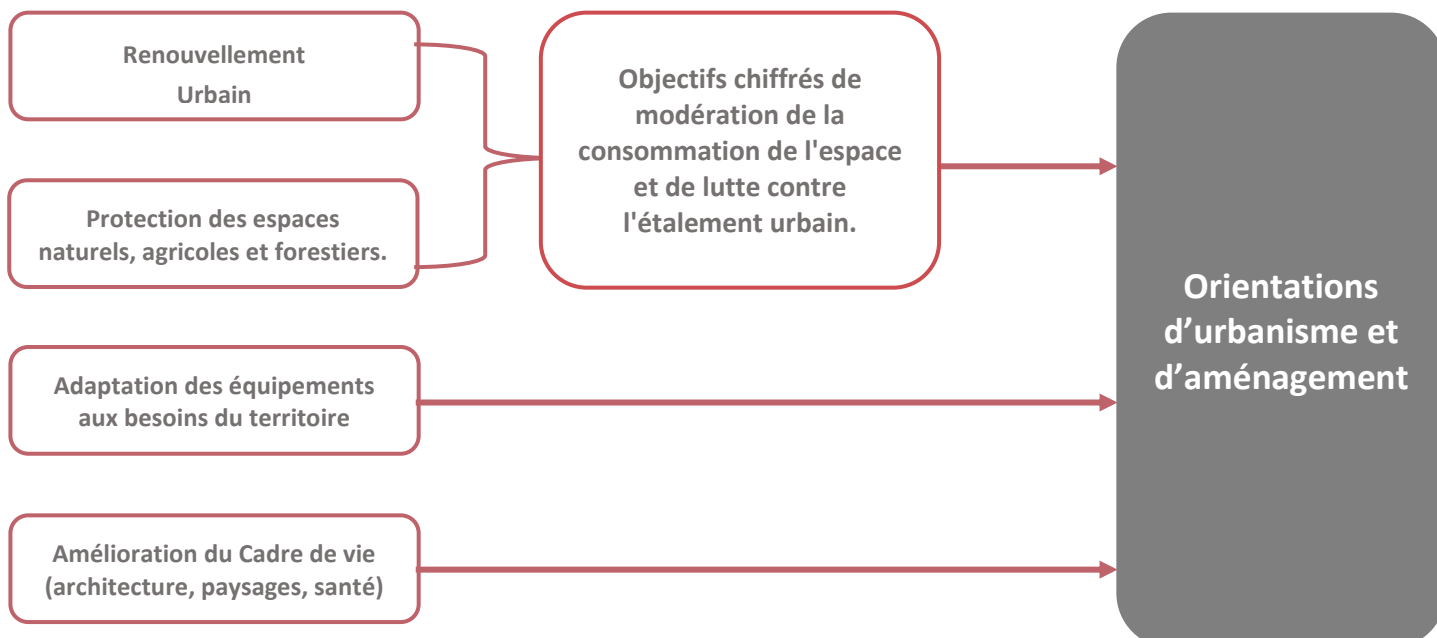 Renouvellement
Urbain
Protection des espaces
naturels, agricoles et forestiers.
Objectifs chiffrés de
modération de la
consommation de l'espace
et de lutte contre
l'étalement urbain.
Adaptation des équipements
aux besoins du territoire
Amélioration du Cadre de vie
(architecture, paysages, santé)
Orientations
d’urbanisme et
d’aménagement